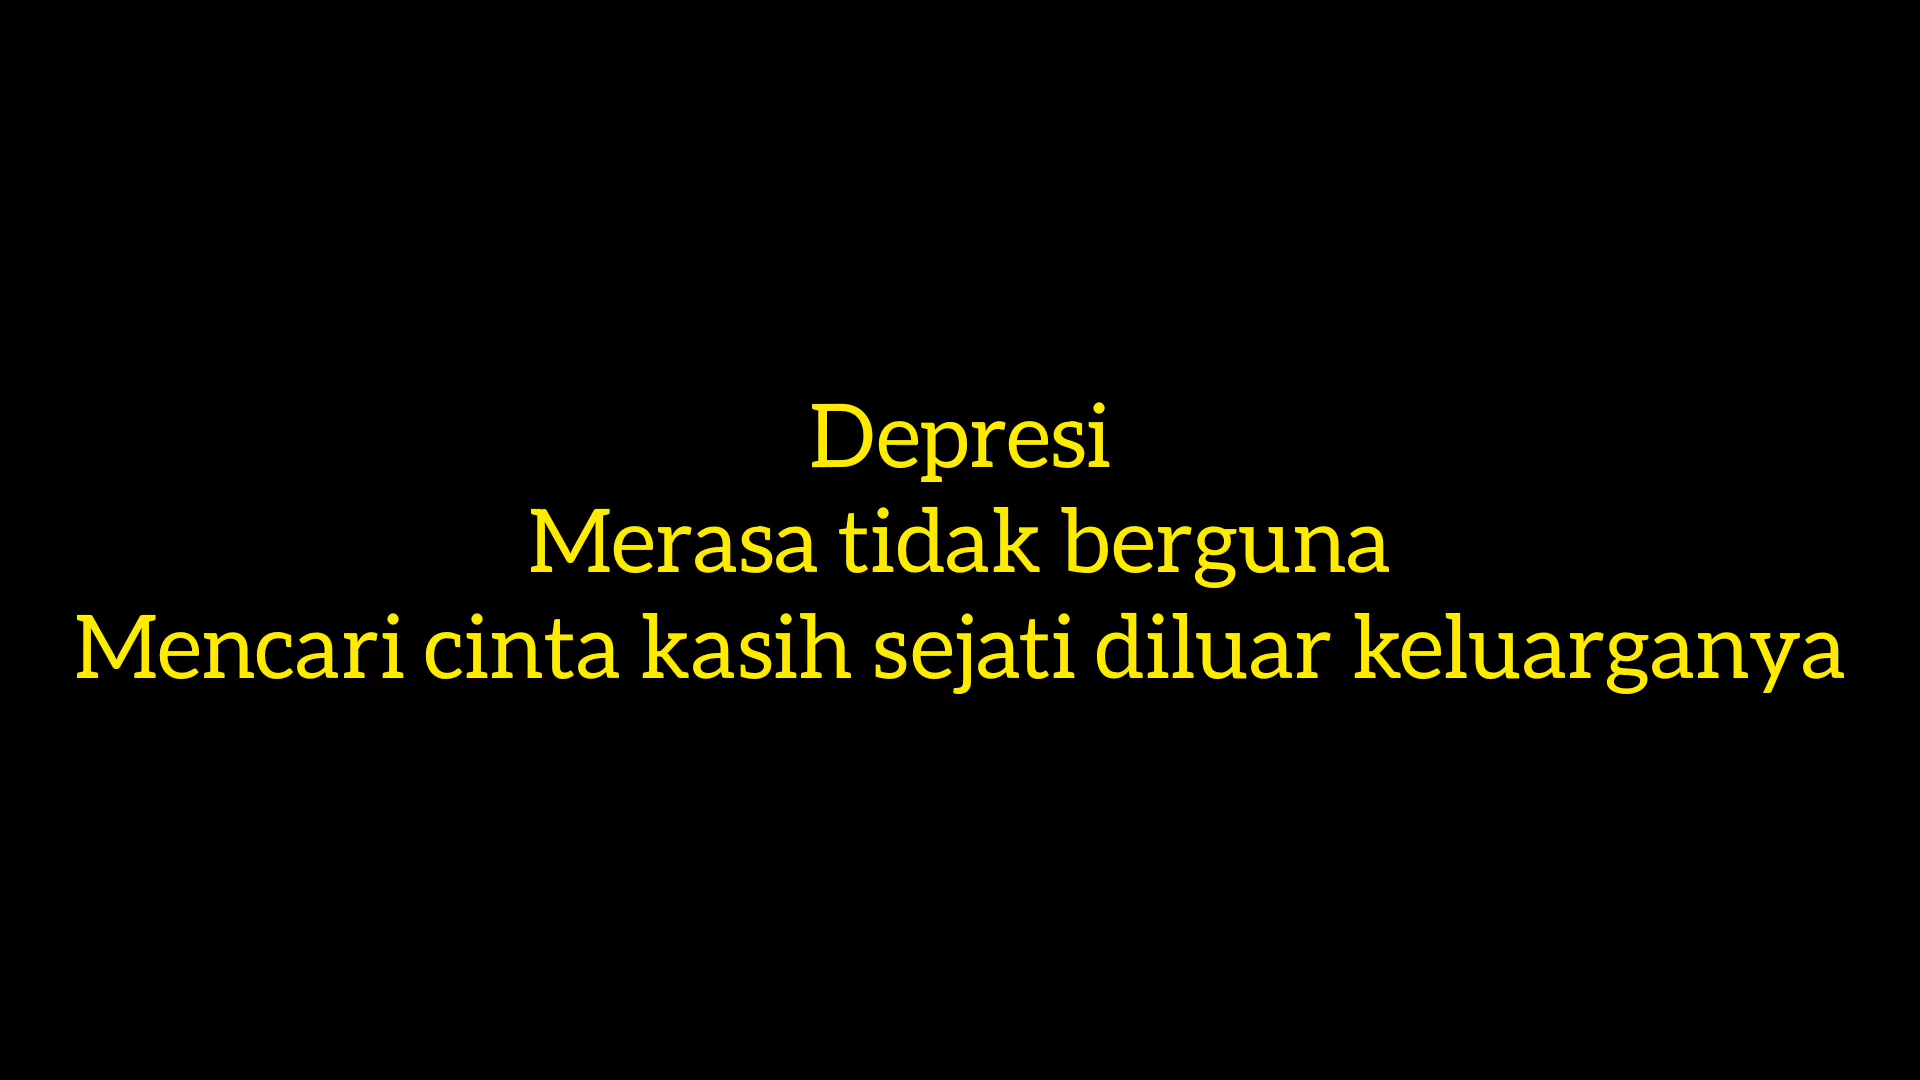 Depresi
Merasa tidak berguna
Mencari cinta kasih sejati diluar keluarganya